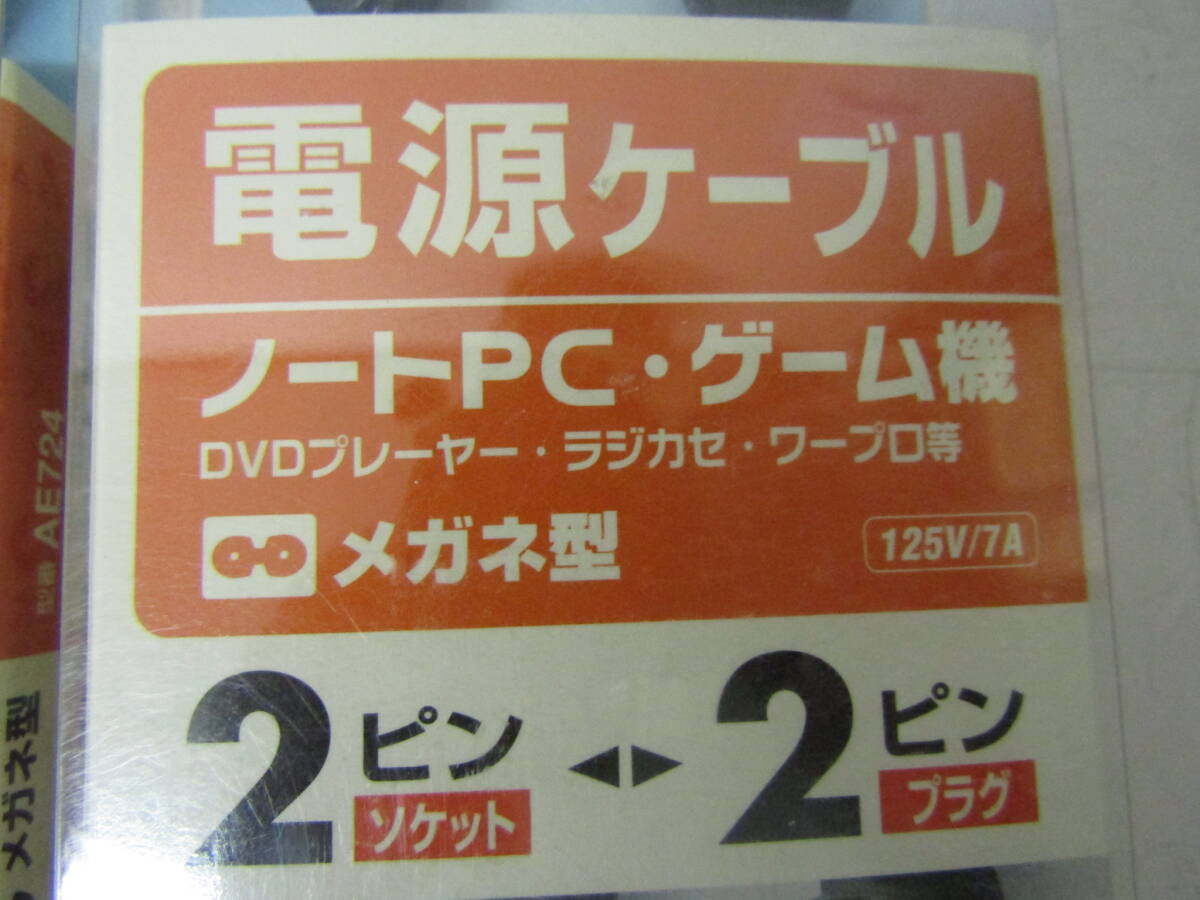 電源ケーブル
ノートPC・ゲーム機
DVDプレーヤー・ラジカセ・ワープロ等
メガネ型
125V/7A
2ピン ◀▶ 2ピン
ソケット プラグ
型番 AE724
メガネ型